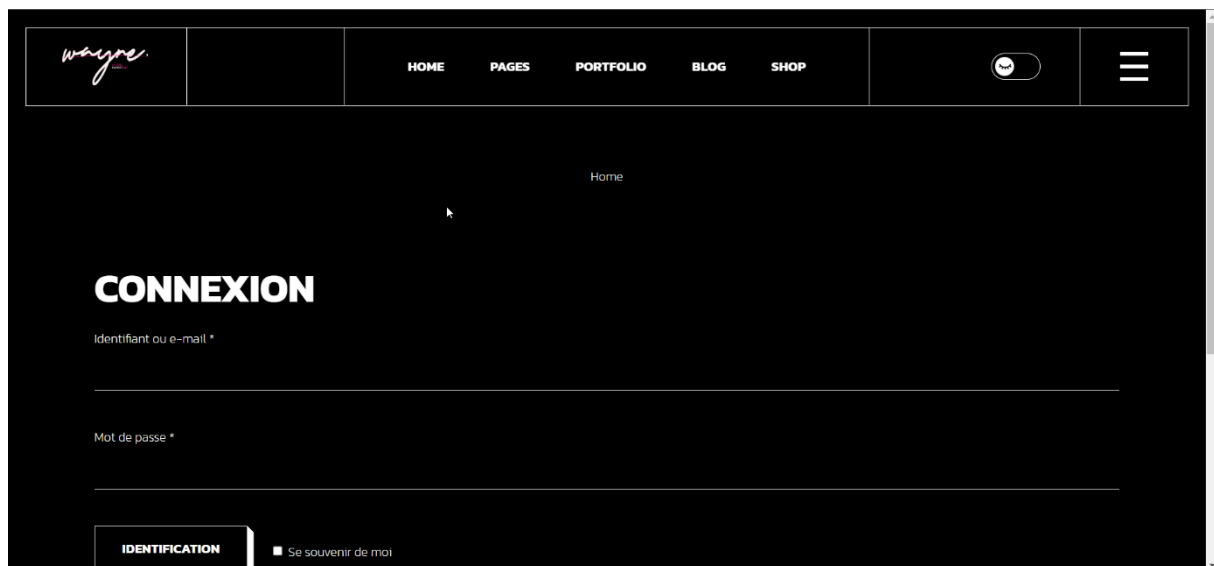 wayne.
HOME PAGES PORTFOLIO BLOG SHOP
Home
CONNEXION
Identifiant ou e-mail *
Mot de passe *
IDENTIFICATION Se souvenir de moi